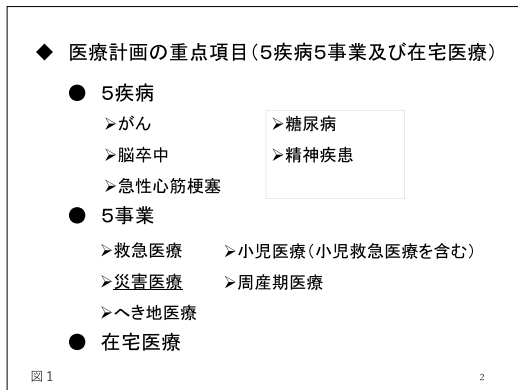 ◆ 医療計画の重点項目(5疾病5事業及び在宅医療)
● 5疾病
➢がん ➢糖尿病
➢脳卒中 ➢精神疾患
➢急性心筋梗塞
● 5事業
➢救急医療 ➢小児医療(小児救急医療を含む)
➢災害医療 ➢周産期医療
➢へき地医療
● 在宅医療
図1 2